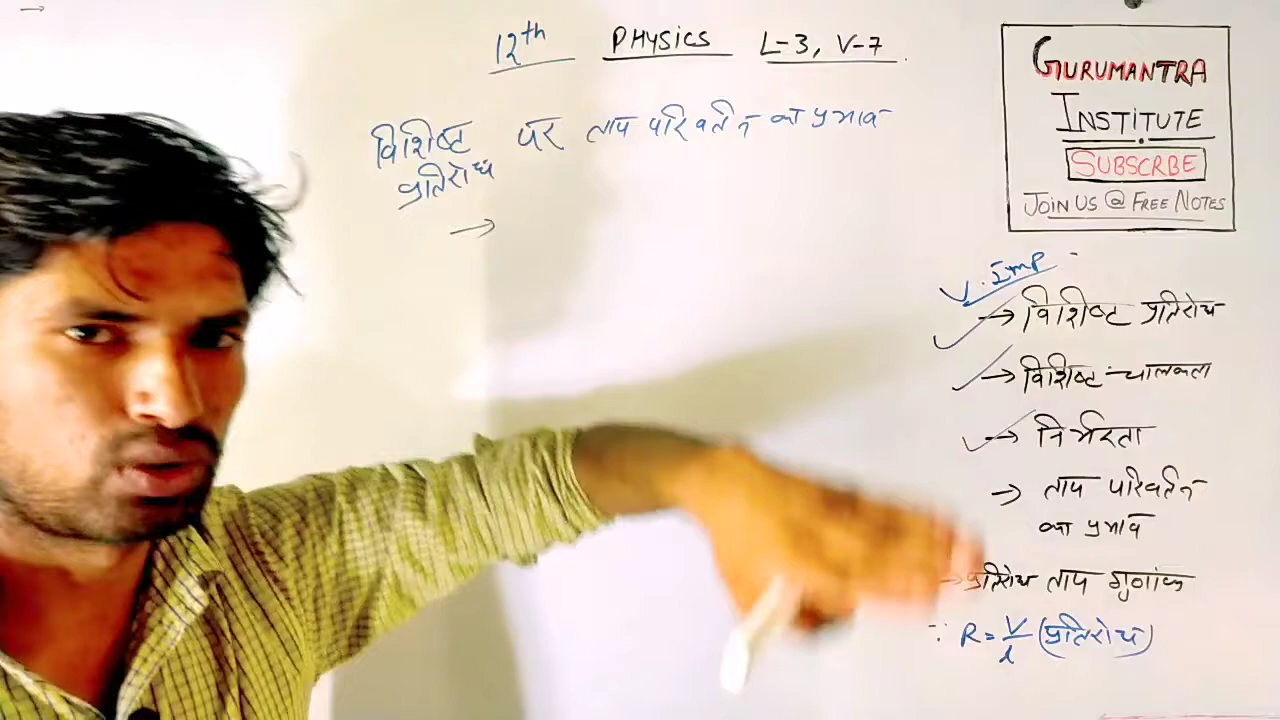 12th PHYSICS L-3, V-7
विशिष्ट पर ताप परिवर्तन का प्रभाव
प्रतिरोध
→
GURUMANTRA
INSTITUTE
SUBSCRBE
JOIN US @ FREE NOTES
V. Imp
→ विशिष्ट प्रतिरोध
→ विशिष्ट चालकता
→ निर्भरता
→ ताप परिवर्तन
का प्रभाव
→ प्रतिरोध ताप गुणांक
∵ R = V/i (प्रतिरोध)